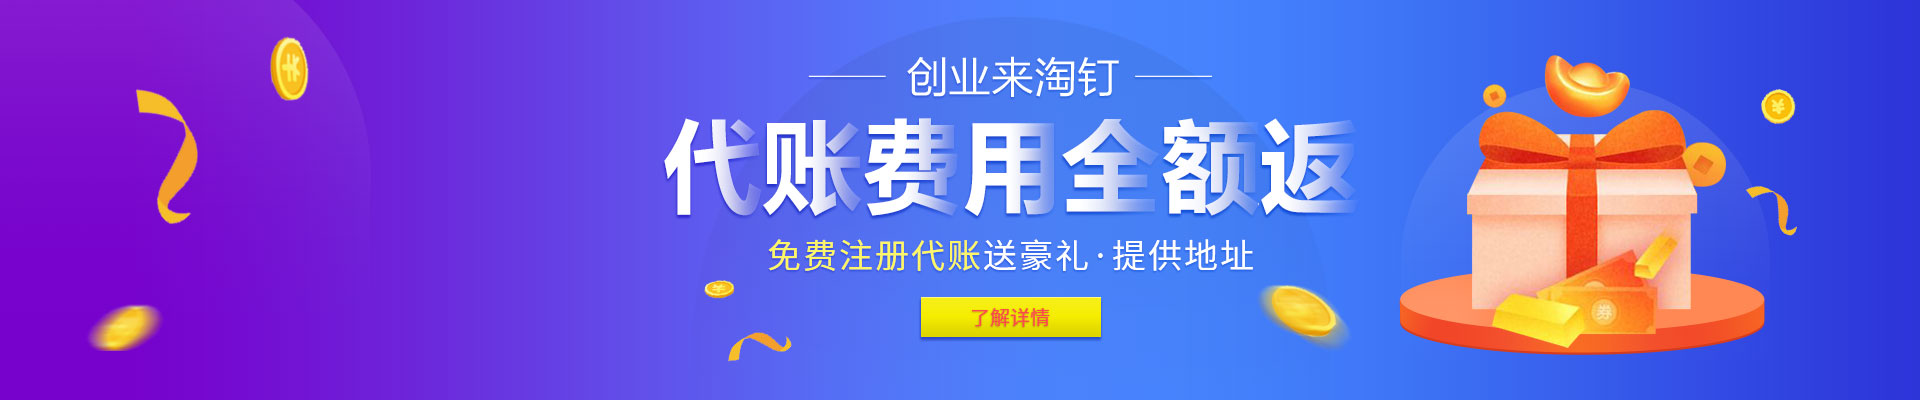 创业来淘钉
代账费用全额返
免费注册代账送豪礼·提供地址
了解详情
券